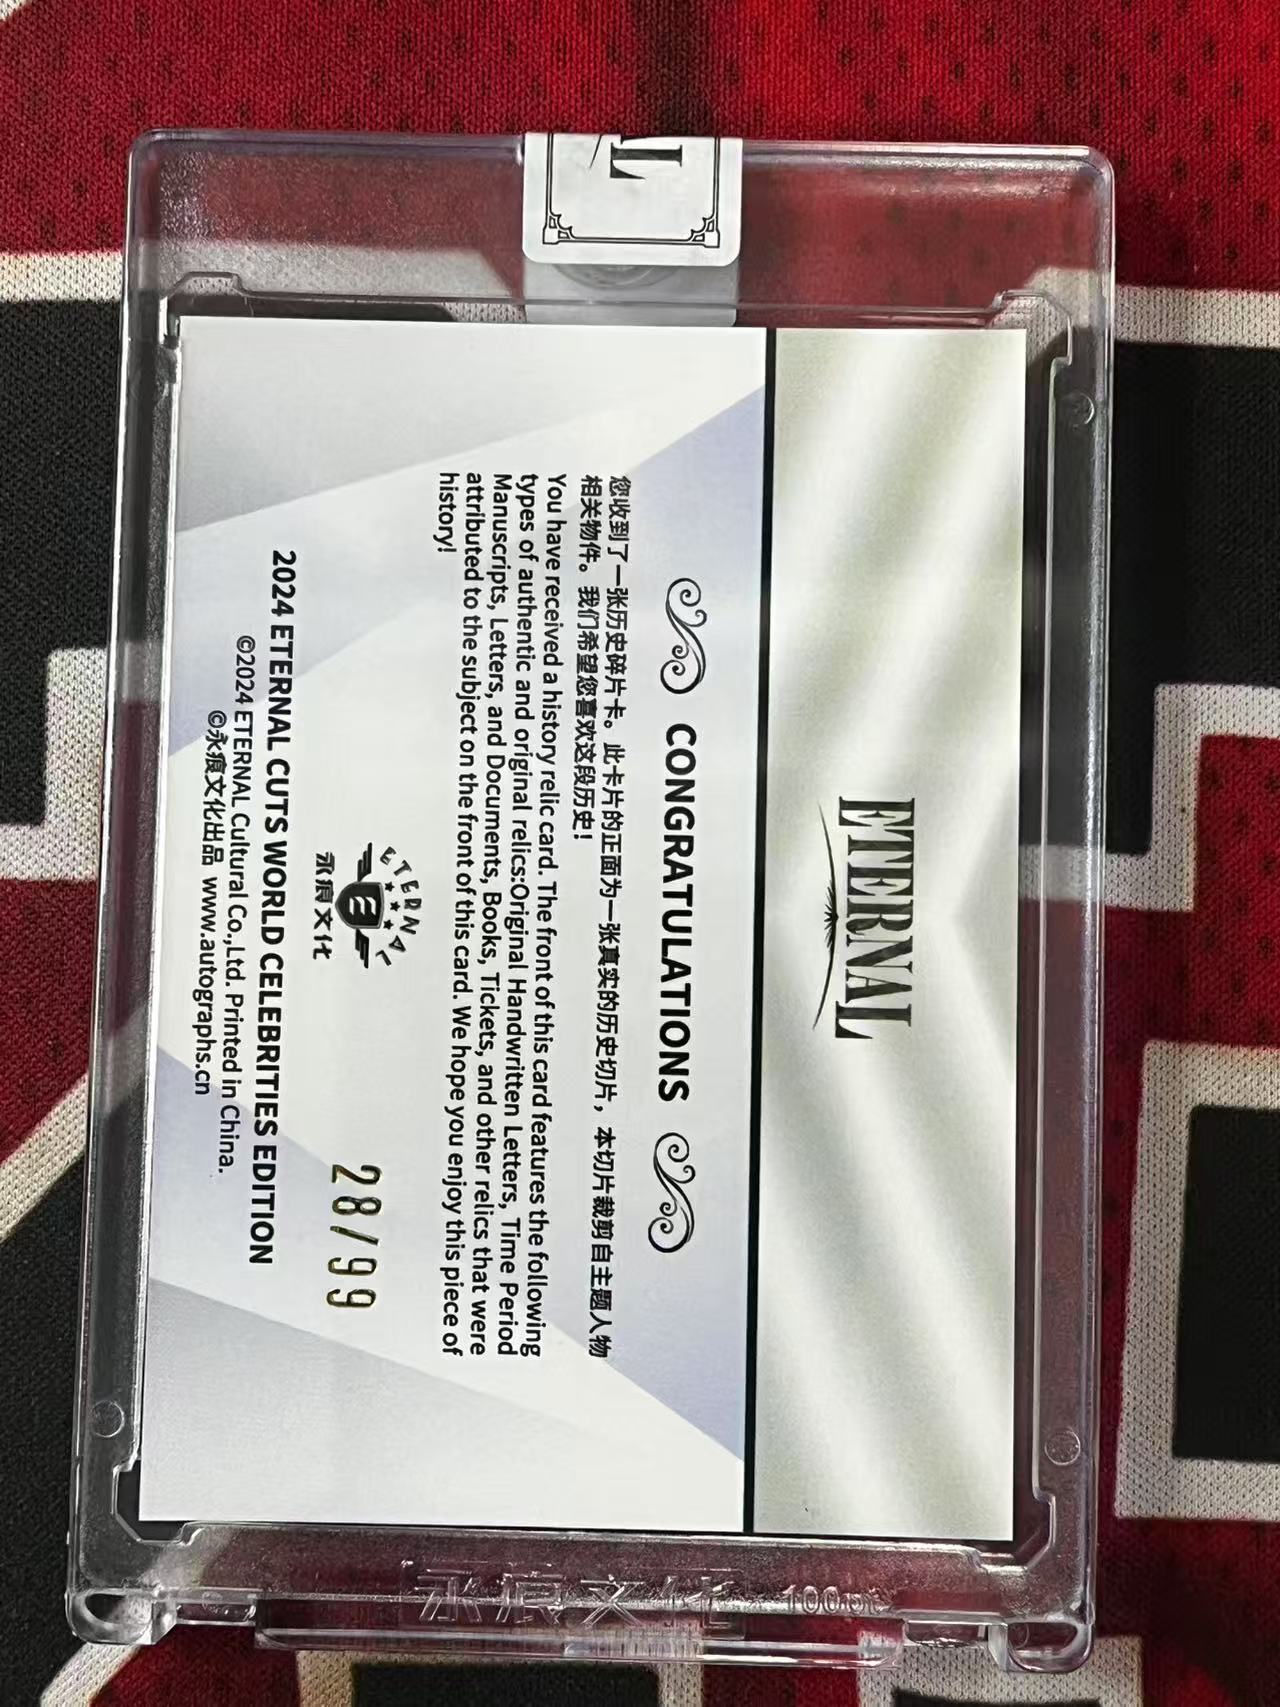 AL
ETERNAL
CONGRATULATIONS
您收到了一张历史碎片卡。此卡片的正面为一张真实的历史切片，本切片裁剪自主题人物
相关物件。我们希望您喜欢这段历史！
You have received a history relic card. The front of this card features the following
types of authentic and original relics:Original Handwritten Letters, Time Period
Manuscripts, Letters, and Documents, Books, Tickets, and other relics that were
attributed to the subject on the front of this card. We hope you enjoy this piece of
history!
ETERNAL
E
永痕文化
28/99
2024 ETERNAL CUTS WORLD CELEBRITIES EDITION
©2024 ETERNAL Cultural Co.,Ltd. Printed in China.
©永痕文化出品 www.autographs.cn
永痕文化 100pt